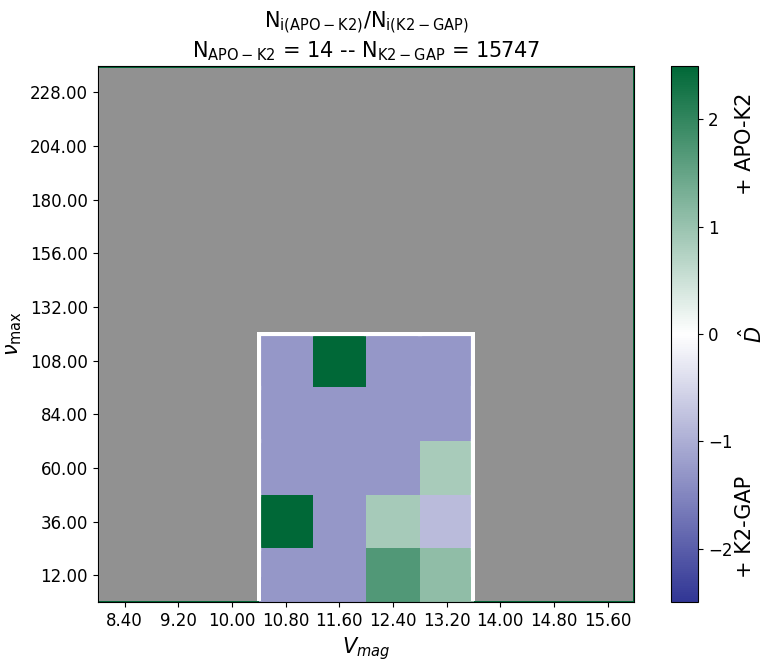 N_i(APO−K2)/N_i(K2−GAP)
N_APO−K2 = 14 -- N_K2−GAP = 15747
228.00
204.00
180.00
156.00
132.00
108.00
84.00
60.00
36.00
12.00
ν_max
8.40 9.20 10.00 10.80 11.60 12.40 13.20 14.00 14.80 15.60
V_mag
2
1
0
−1
−2
+ APO-K2
D̂
+ K2-GAP